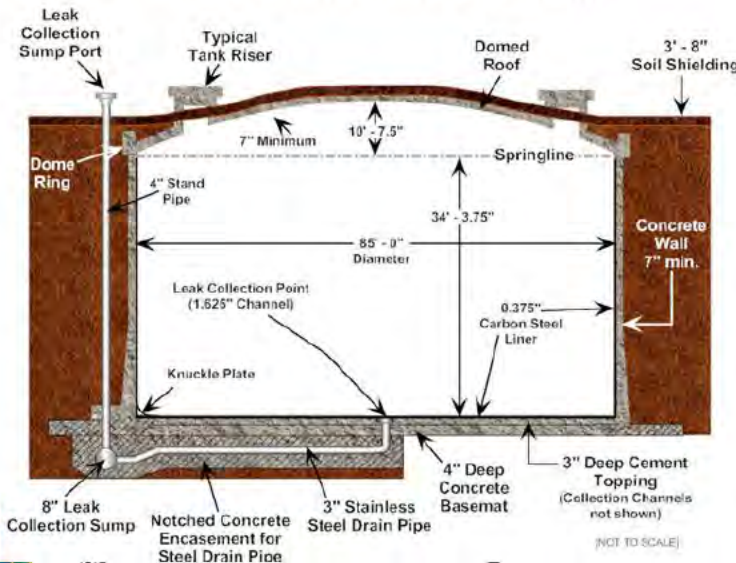 Leak
Collection
Sump Port
Typical
Tank Riser
Domed
Roof
3' - 8"
Soil Shielding
10' - 7.5"
7" Minimum
Springline
Dome
Ring
4" Stand
Pipe
34' - 3.75"
Concrete
Wall
7" min.
85' - 0"
Diameter
Leak Collection Point
(1.625" Channel)
0.375"
Carbon Steel
Liner
Knuckle Plate
8" Leak
Collection Sump
Notched Concrete
Encasement for
Steel Drain Pipe
3" Stainless
Steel Drain Pipe
4" Deep
Concrete
Basemat
3" Deep Cement
Topping
(Collection Channels
not shown)
[NOT TO SCALE]